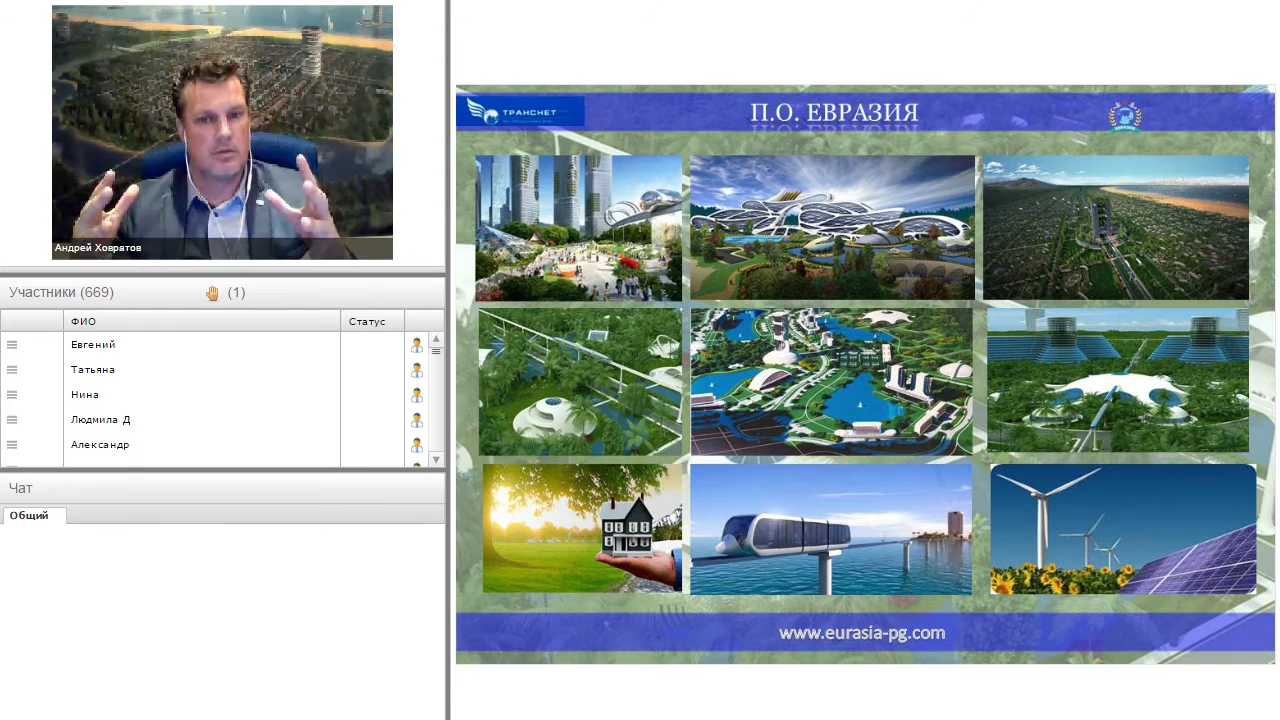 Андрей Ховратов
Участники (669)
(1)
ФИО
Статус
Евгений
Татьяна
Нина
Людмила Д
Александр
Чат
Общий
ТРАНСНЕТ
П.О. ЕВРАЗИЯ
www.eurasia-pg.com